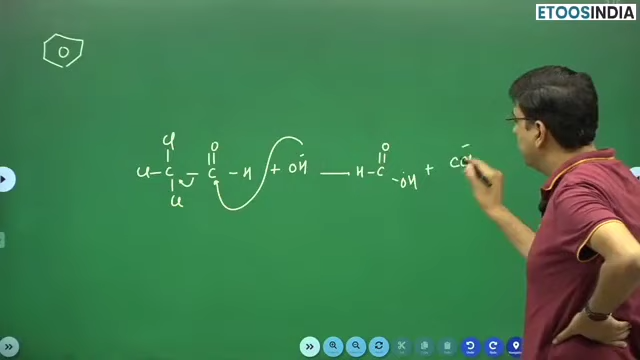 ETOOSINDIA
O
Cl O O
Cl - C - C - H + OH⁻ ⟶ H - C - OH + CCl⁻
Cl